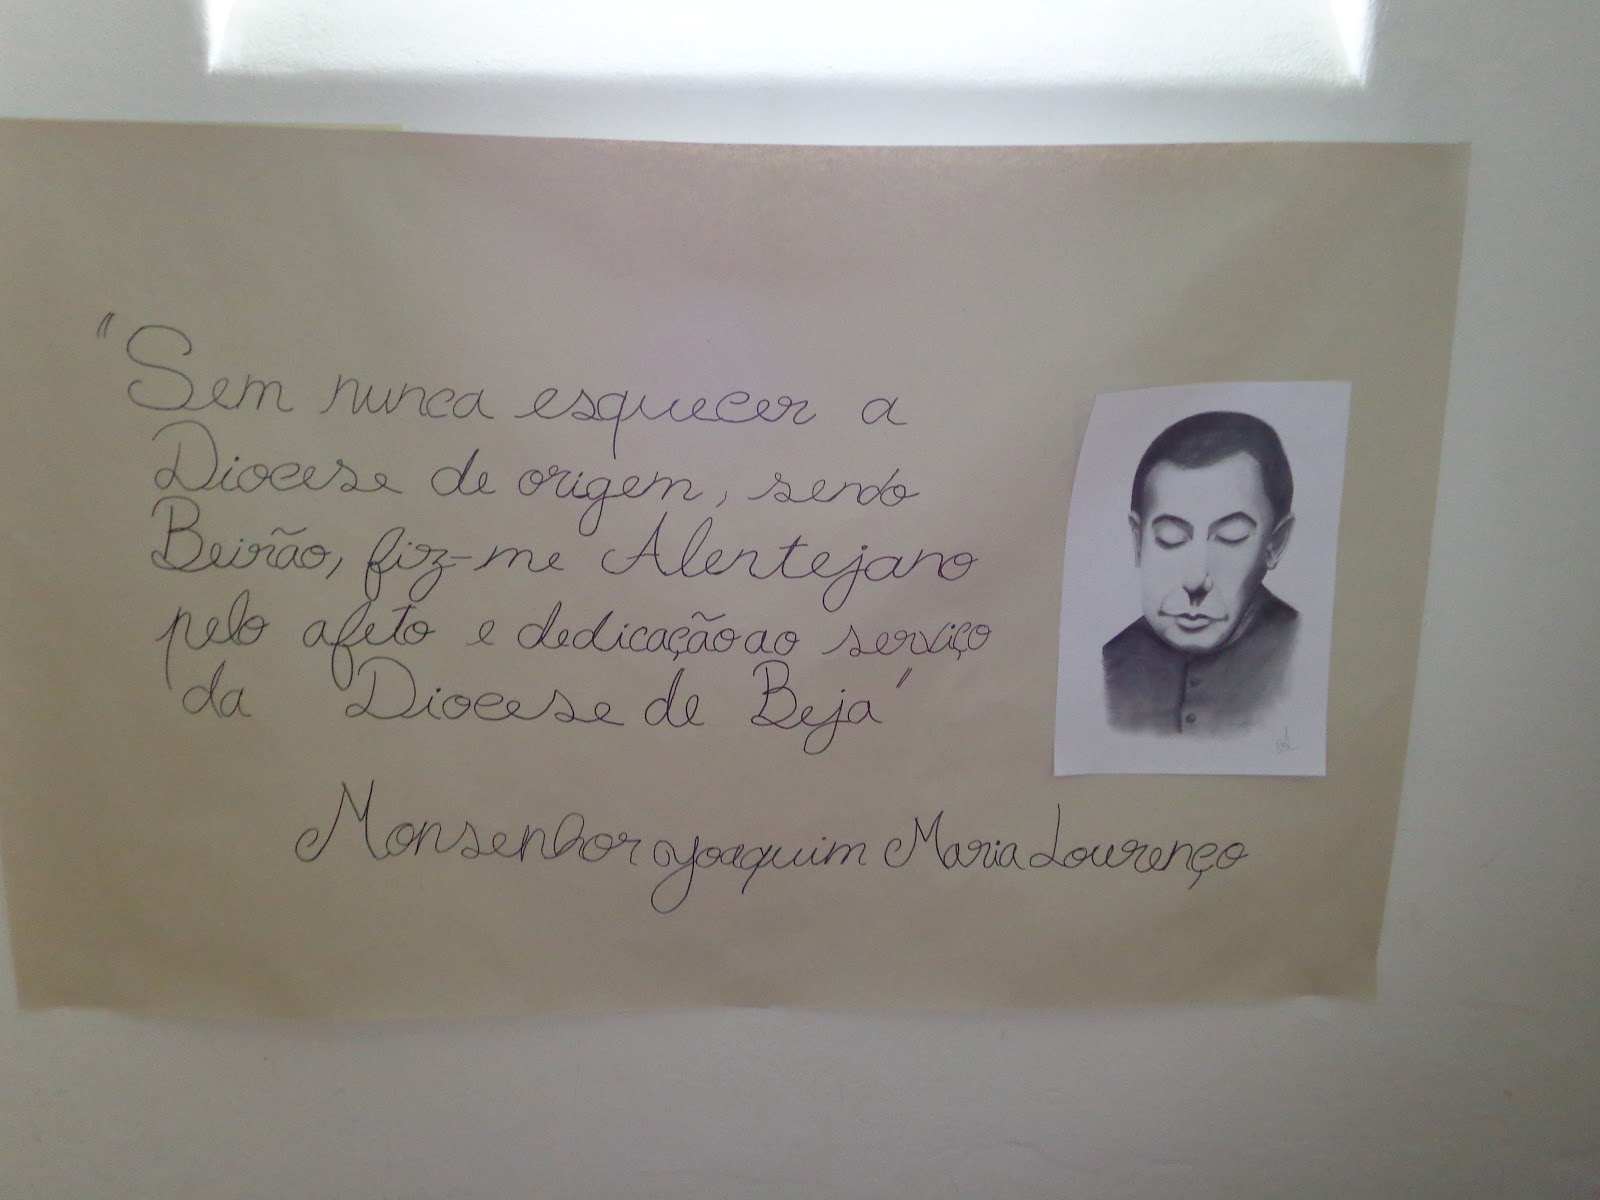 "Sem nunca esquecer a
Diocese de origem, sendo
Beirão, fiz-me Alentejano
pelo afeto e dedicação ao serviço
da Diocese de Beja"
Monsenhor Joaquim Maria Lourenço